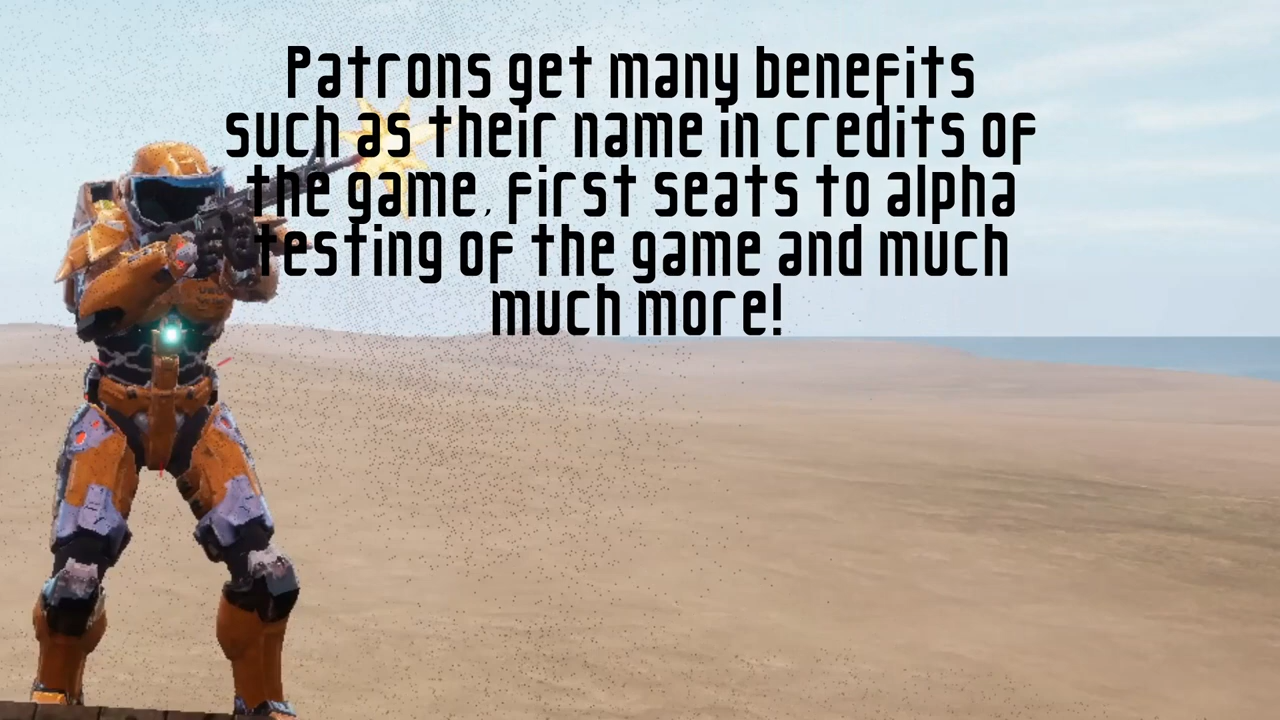 Patrons get many benefits
such as their name in credits of
the game, first seats to alpha
testing of the game and much
much more!